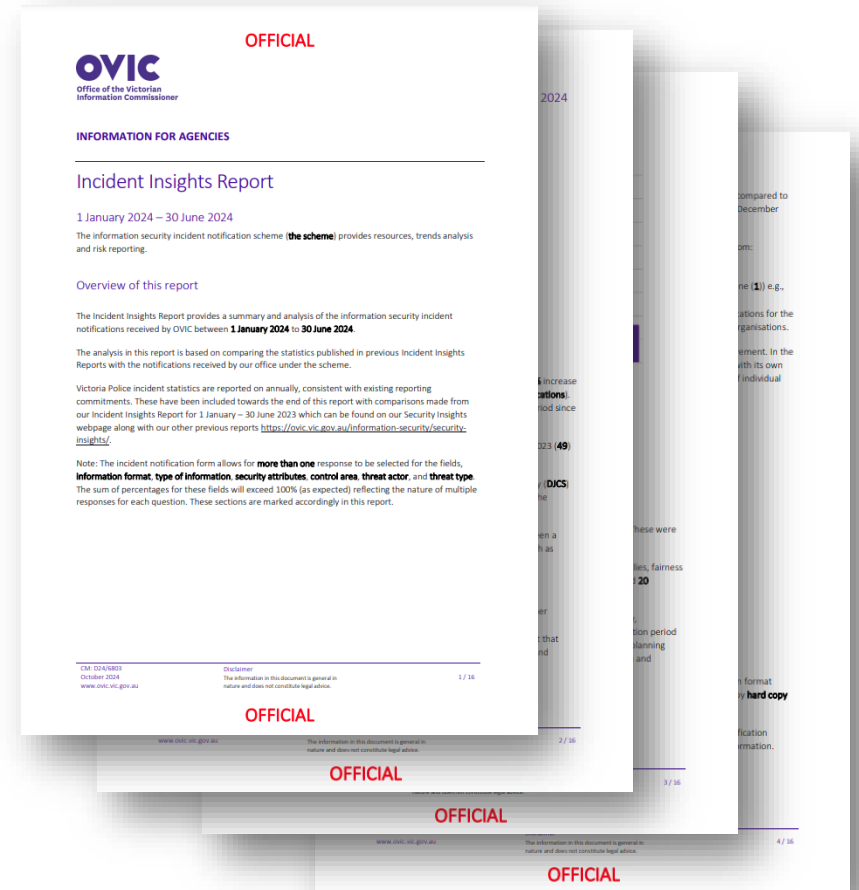 OFFICIAL
OVIC
Office of the Victorian
Information Commissioner
INFORMATION FOR AGENCIES
Incident Insights Report
1 January 2024 – 30 June 2024
The information security incident notification scheme (the scheme) provides resources, trends analysis
and risk reporting.
Overview of this report
The Incident Insights Report provides a summary and analysis of the information security incident
notifications received by OVIC between 1 January 2024 to 30 June 2024.
The analysis in this report is based on comparing the statistics published in previous Incident Insights
Reports with the notifications received by our office under the scheme.
Victoria Police incident statistics are reported on annually, consistent with existing reporting
commitments. These have been included towards the end of this report with comparisons made from
our Incident Insights Report for 1 January – 30 June 2023 which can be found on our Security Insights
webpage along with our other previous reports https://ovic.vic.gov.au/information-security/security-
insights/.
Note: The incident notification form allows for more than one response to be selected for the fields,
information format, type of information, security attributes, control area, threat actor, and threat type.
The sum of percentages for these fields will exceed 100% (as expected) reflecting the nature of multiple
responses for each question. These sections are marked accordingly in this report.
CM: D24/6803
October 2024
www.ovic.vic.gov.au
Disclaimer
The information in this document is general in
nature and does not constitute legal advice.
1 / 16
OFFICIAL
2024
increase
cations).
riod since
023 (49)
y (DJCS)
he
en a
h as
er
t that
nd
www.ovic.vic.gov.au
The information in this document is general in
nature and does not constitute legal advice.
2 / 16
OFFICIAL
hese were
lies, fairness
20
tion period
planning
and
nature and does not constitute legal advice.
3 / 16
OFFICIAL
compared to
December
om:
ne (1)) e.g.,
ations for the
rganisations.
ement. In the
with its own
f individual
n format
y hard copy
fication
rmation.
www.ovic.vic.gov.au
The information in this document is general in
nature and does not constitute legal advice.
4 / 16
OFFICIAL